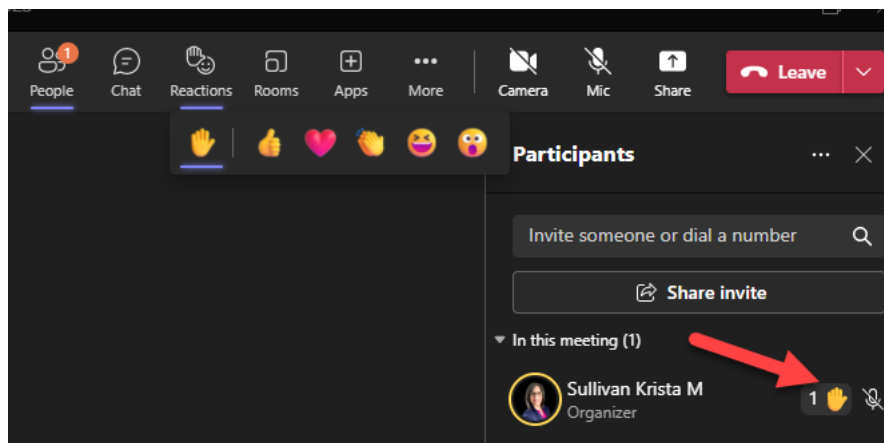 1
People
Chat
Reactions
Rooms
Apps
More
Camera
Mic
Share
Leave
Participants
Invite someone or dial a number
Share invite
In this meeting (1)
Sullivan Krista M
Organizer
1